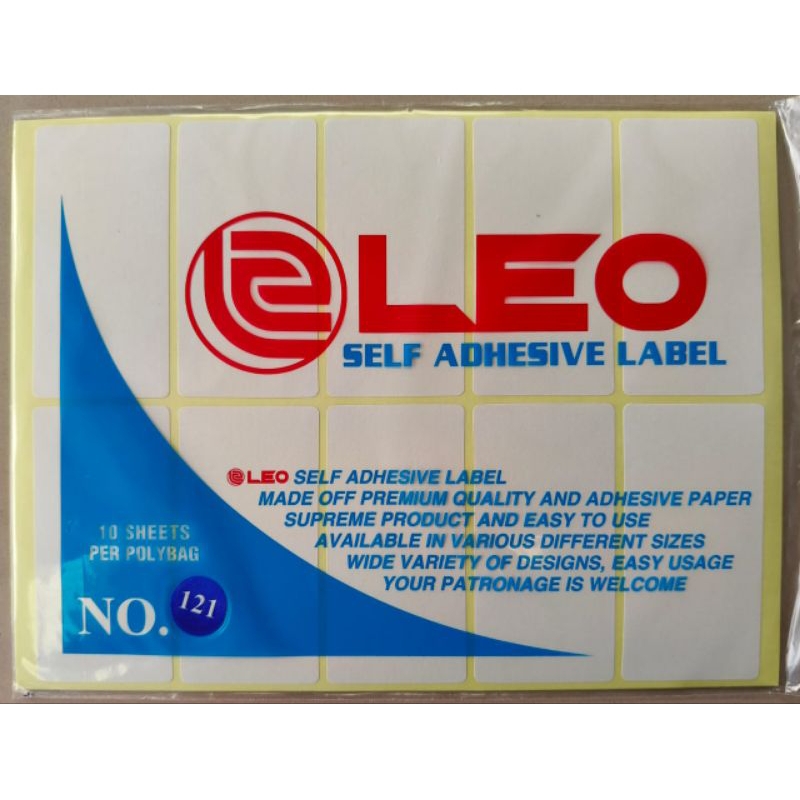 LEO
SELF ADHESIVE LABEL
LEO SELF ADHESIVE LABEL
MADE OFF PREMIUM QUALITY AND ADHESIVE PAPER
SUPREME PRODUCT AND EASY TO USE
AVAILABLE IN VARIOUS DIFFERENT SIZES
WIDE VARIETY OF DESIGNS, EASY USAGE
YOUR PATRONAGE IS WELCOME
10 SHEETS
PER POLYBAG
NO. 121